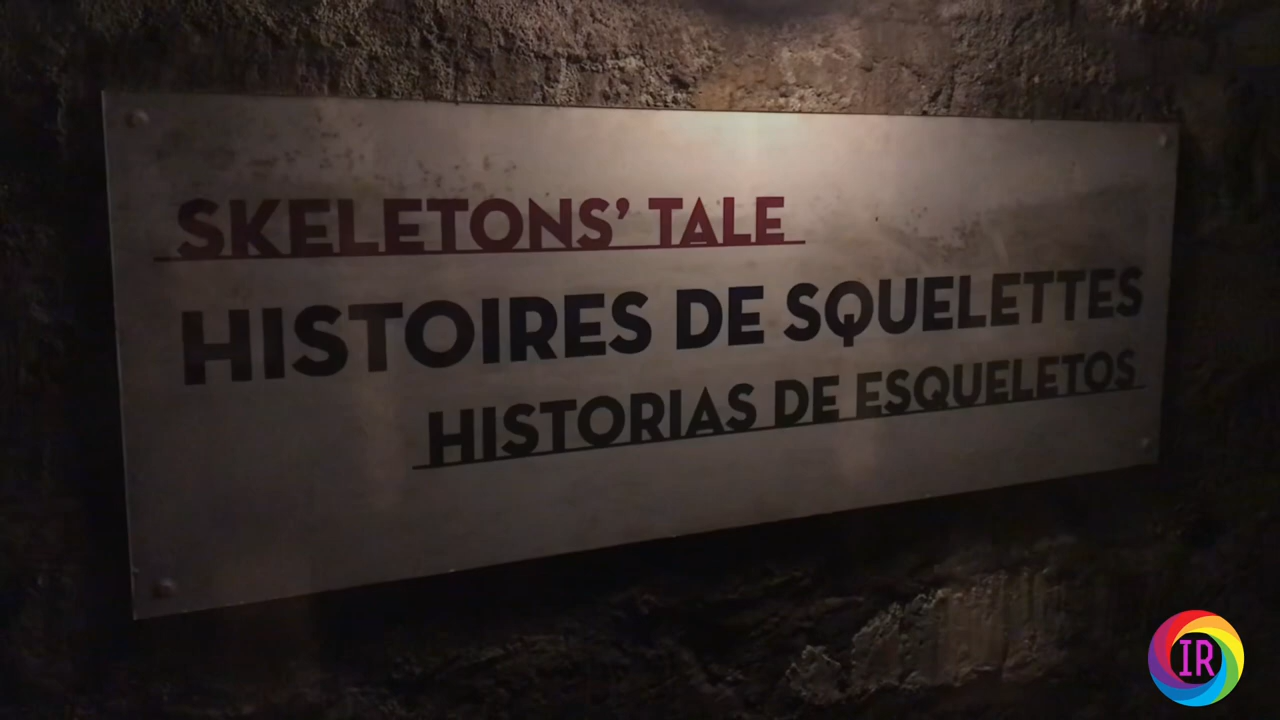 SKELETONS’ TALE
HISTOIRES DE SQUELETTES
HISTORIAS DE ESQUELETOS
IR